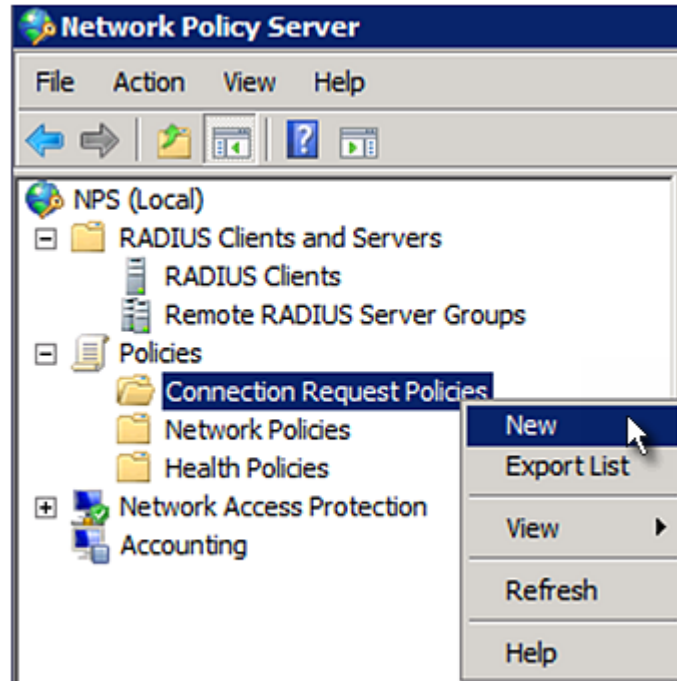 Network Policy Server
File Action View Help
NPS (Local)
RADIUS Clients and Servers
RADIUS Clients
Remote RADIUS Server Groups
Policies
Connection Request Policies
Network Policies
Health Policies
Network Access Protection
Accounting
New
Export List
View
Refresh
Help